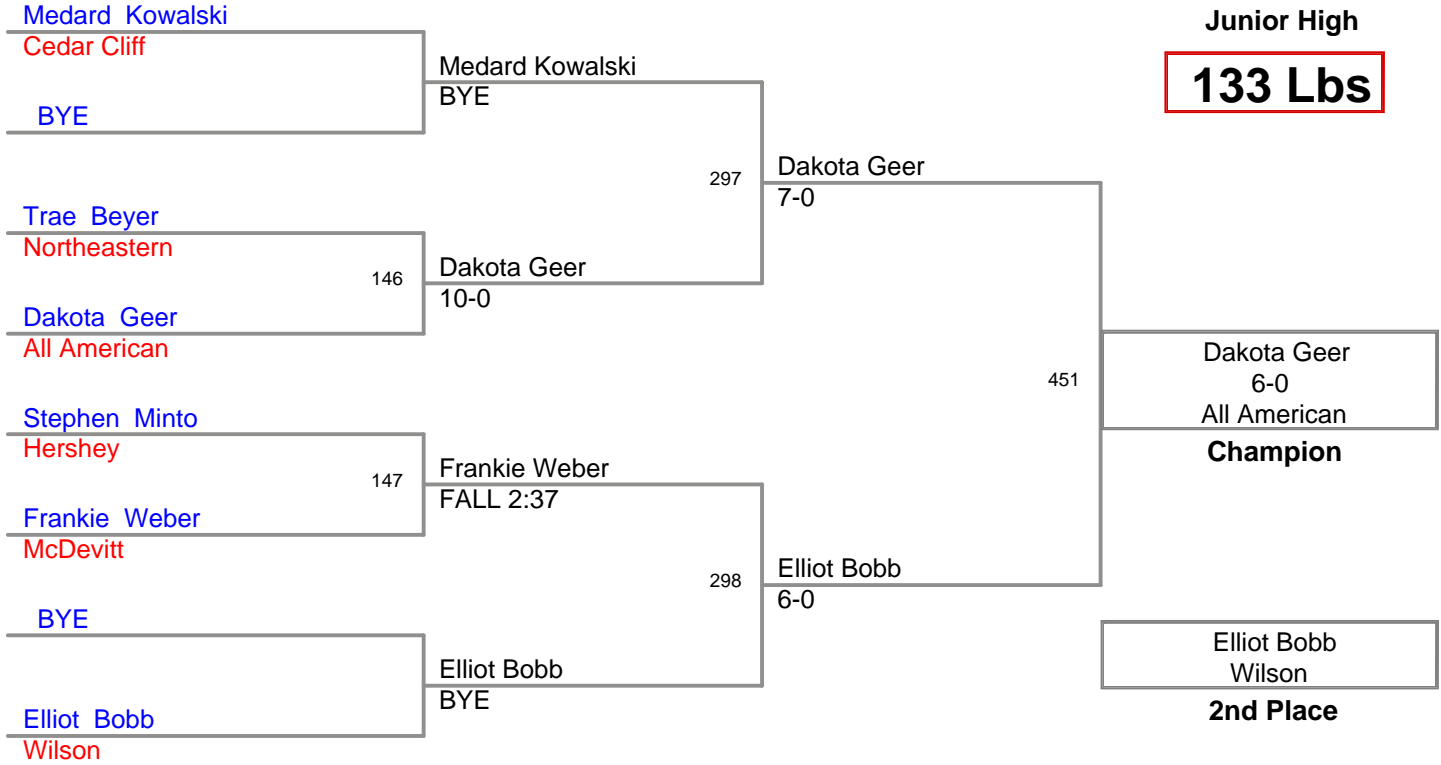 Medard  Kowalski
Cedar Cliff
BYE
Trae  Beyer
Northeastern
Dakota  Geer
All American
Stephen  Minto
Hershey
Frankie  Weber
McDevitt
BYE
Elliot  Bobb
Wilson
Medard Kowalski
BYE
146
Dakota Geer
10-0
147
Frankie Weber
FALL 2:37
Elliot Bobb
BYE
297
Dakota Geer
7-0
298
Elliot Bobb
6-0
Junior High
133 Lbs
451
Dakota Geer
6-0
All American
Champion
Elliot Bobb
Wilson
2nd Place